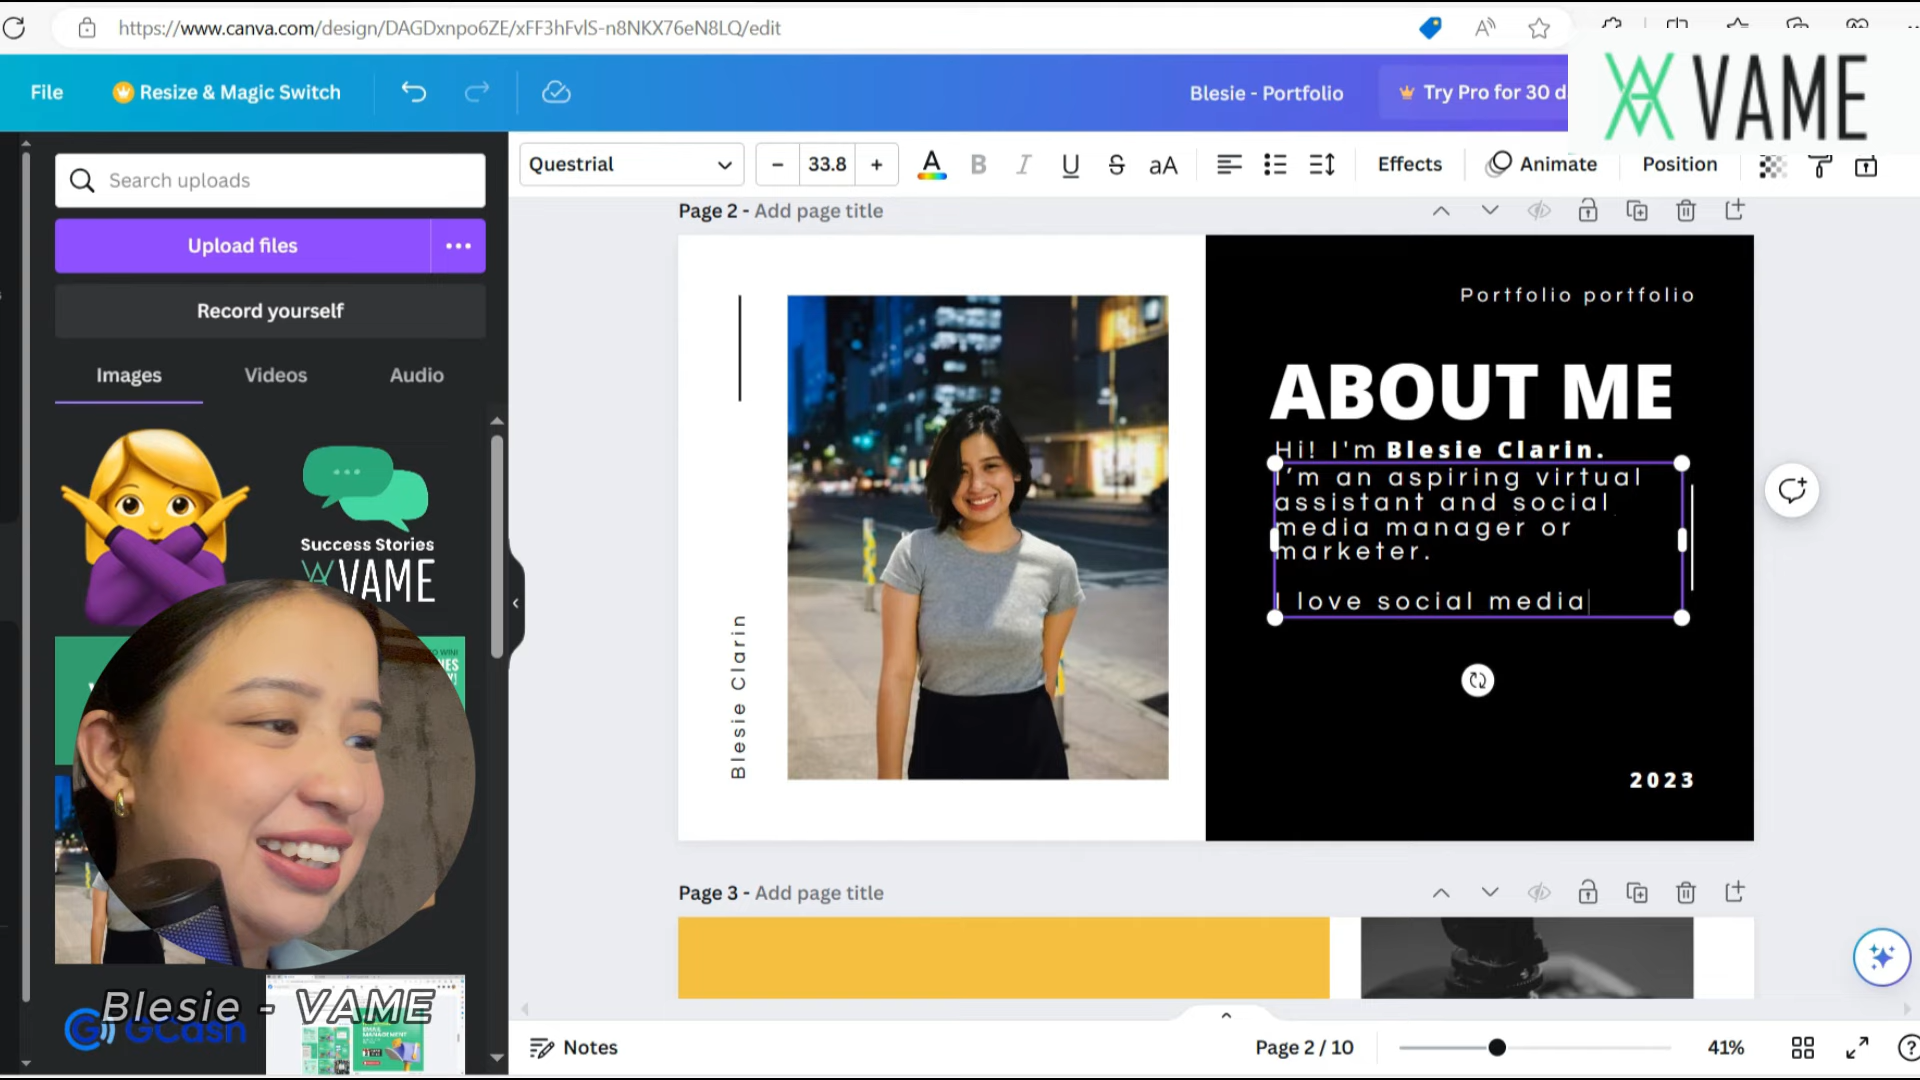 https://www.canva.com/design/DAGDxnpo6ZE/xFF3hFvlS-n8NKX76eN8LQ/edit
File
Resize & Magic Switch
Blesie - Portfolio
Try Pro for 30 d
VAME
Search uploads
Upload files
Record yourself
Images
Videos
Audio
Success Stories
VAME
Questrial
33.8
B
I
U
S
aA
Effects
Animate
Position
Page 2 - Add page title
Blesie Clarin
Portfolio portfolio
ABOUT ME
Hi! I'm Blesie Clarin.
I'm an aspiring virtual
assistant and social
media manager or
marketer.
I love social media
2023
Page 3 - Add page title
Blesie - VAME
GCash
EMAIL
MANAGEMENT
Notes
Page 2 / 10
41%